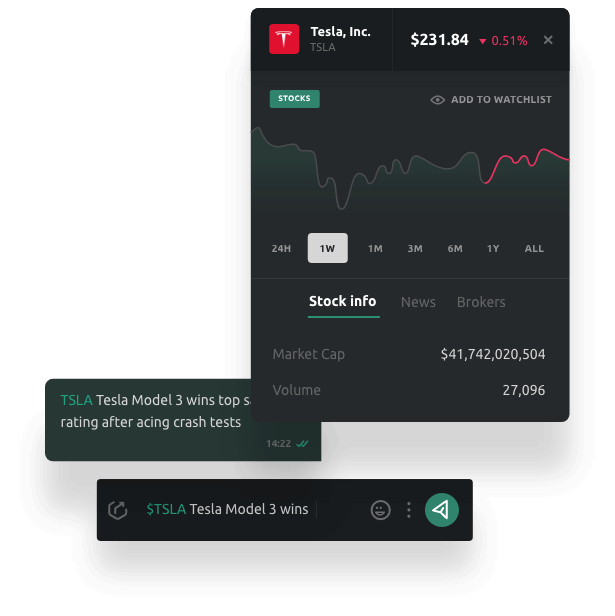 Tesla, Inc.
TSLA
$231.84 0.51%
STOCKS
ADD TO WATCHLIST
24H 1W 1M 3M 6M 1Y ALL
Stock info News Brokers
Market Cap $41,742,020,504
Volume 27,096
TSLA Tesla Model 3 wins top
rating after acing crash tests
14:22
$TSLA Tesla Model 3 wins